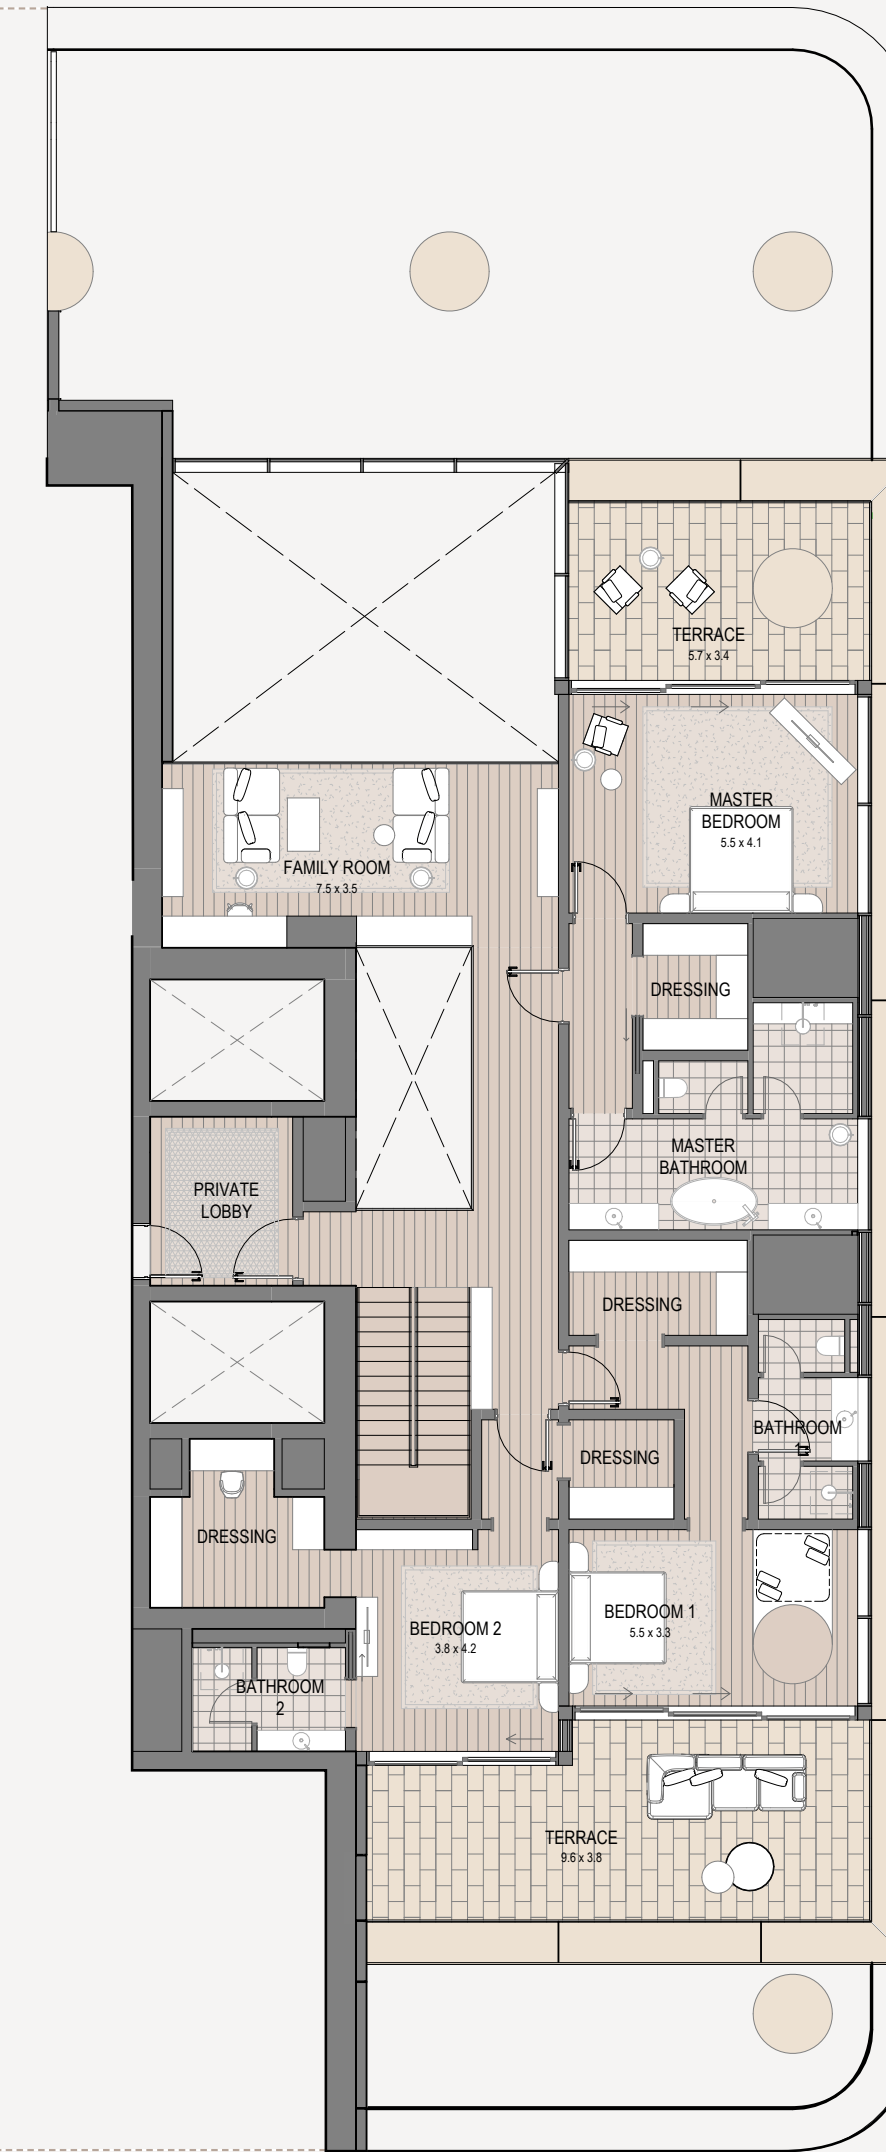 TERRACE
5.7 x 3.4
MASTER
BEDROOM
5.5 x 4.1
FAMILY ROOM
7.5 x 3.5
DRESSING
MASTER
BATHROOM
PRIVATE
LOBBY
DRESSING
BATHROOM
DRESSING
DRESSING
BEDROOM 2
3.8 x 4.2
BEDROOM 1
5.5 x 3.3
BATHROOM
2
TERRACE
9.6 x 3.8